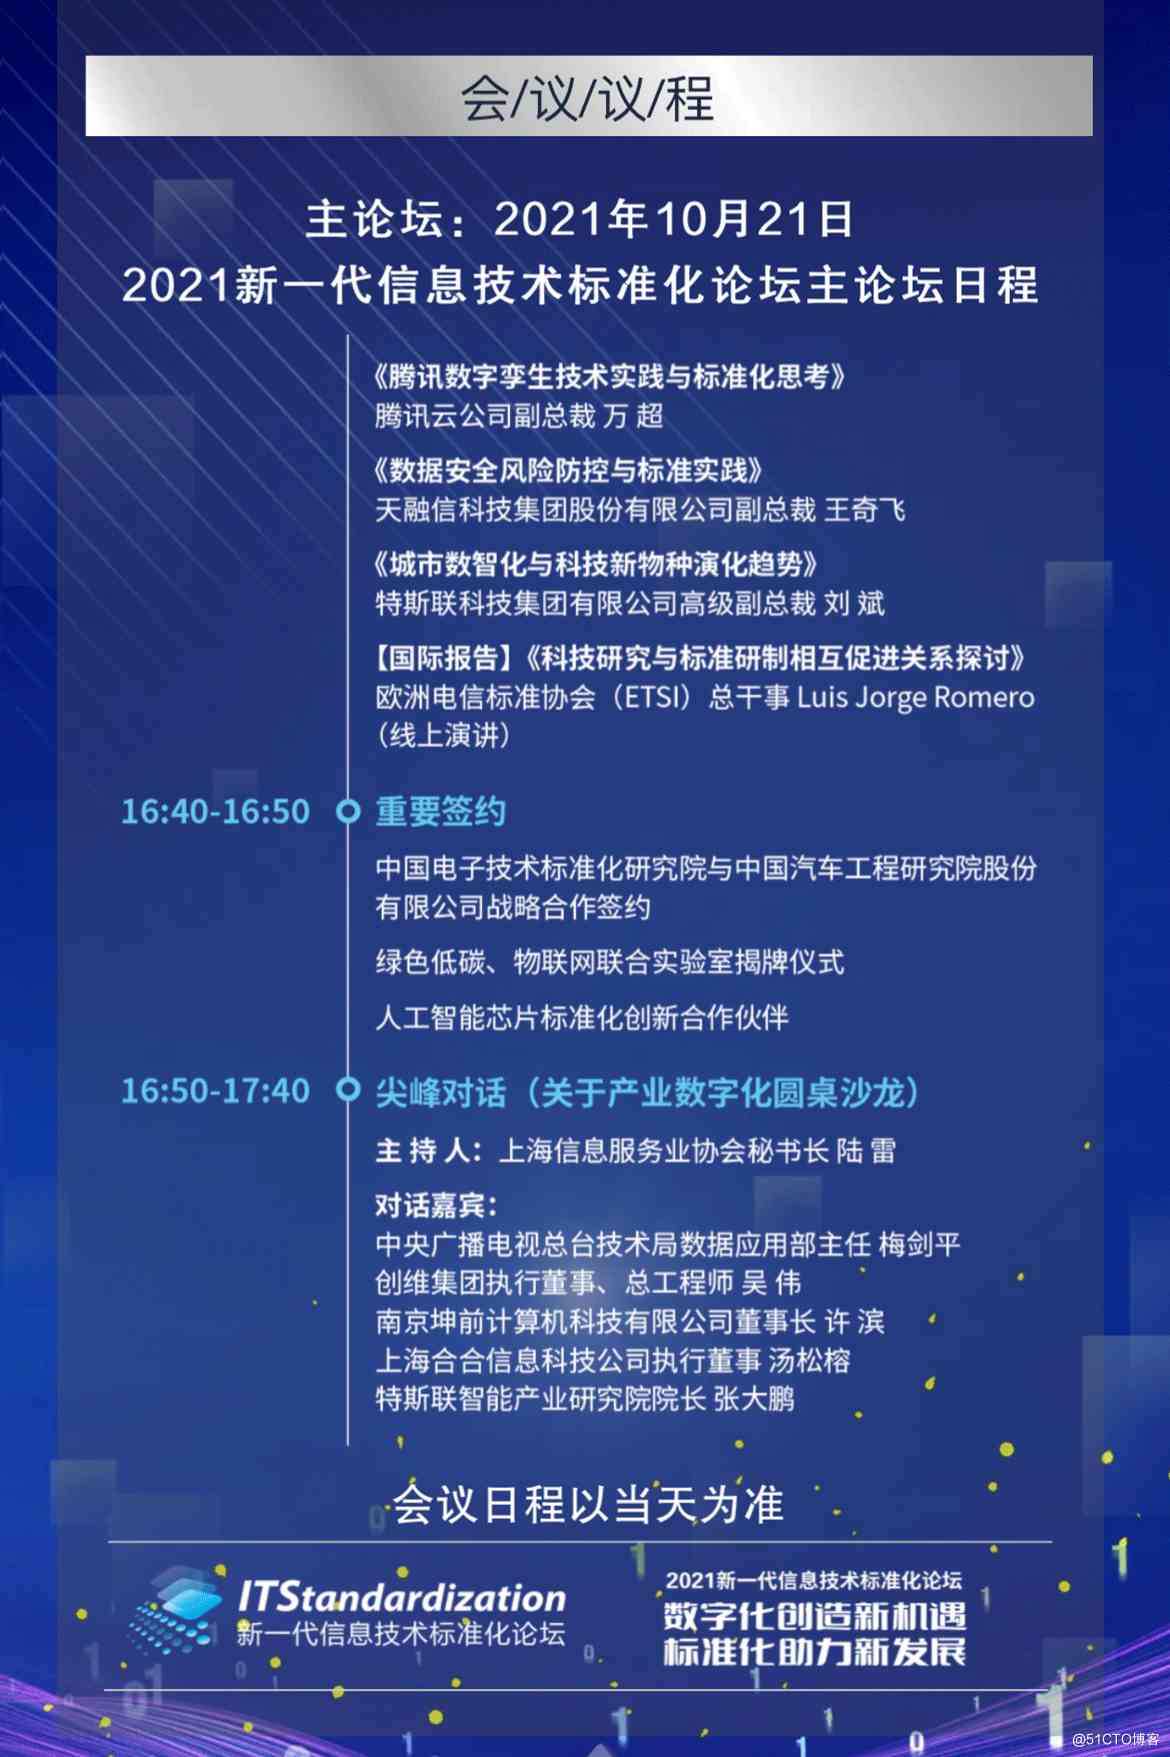 会/议/议/程
主论坛：2021年10月21日
2021新一代信息技术标准化论坛主论坛日程
《腾讯数字孪生技术实践与标准化思考》
腾讯云公司副总裁 万 超
《数据安全风险防控与标准实践》
天融信科技集团股份有限公司副总裁 王奇飞
《城市数智化与科技新物种演化趋势》
特斯联科技集团有限公司高级副总裁 刘 斌
【国际报告】《科技研究与标准研制相互促进关系探讨》
欧洲电信标准协会（ETSI）总干事 Luis Jorge Romero
（线上演讲）
16:40-16:50 重要签约
中国电子技术标准化研究院与中国汽车工程研究院股份
有限公司战略合作签约
绿色低碳、物联网联合实验室揭牌仪式
人工智能芯片标准化创新合作伙伴
16:50-17:40 尖峰对话（关于产业数字化圆桌沙龙）
主 持 人：上海信息服务业协会秘书长 陆 雷
对话嘉宾：
中央广播电视总台技术局数据应用部主任 梅剑平
创维集团执行董事、总工程师 吴 伟
南京坤前计算机科技有限公司董事长 许 滨
上海合合信息科技公司执行董事 汤松榕
特斯联智能产业研究院院长 张大鹏
会议日程以当天为准
ITStandardization
新一代信息技术标准化论坛
2021新一代信息技术标准化论坛
数字化创造新机遇
标准化助力新发展
@51CTO博客